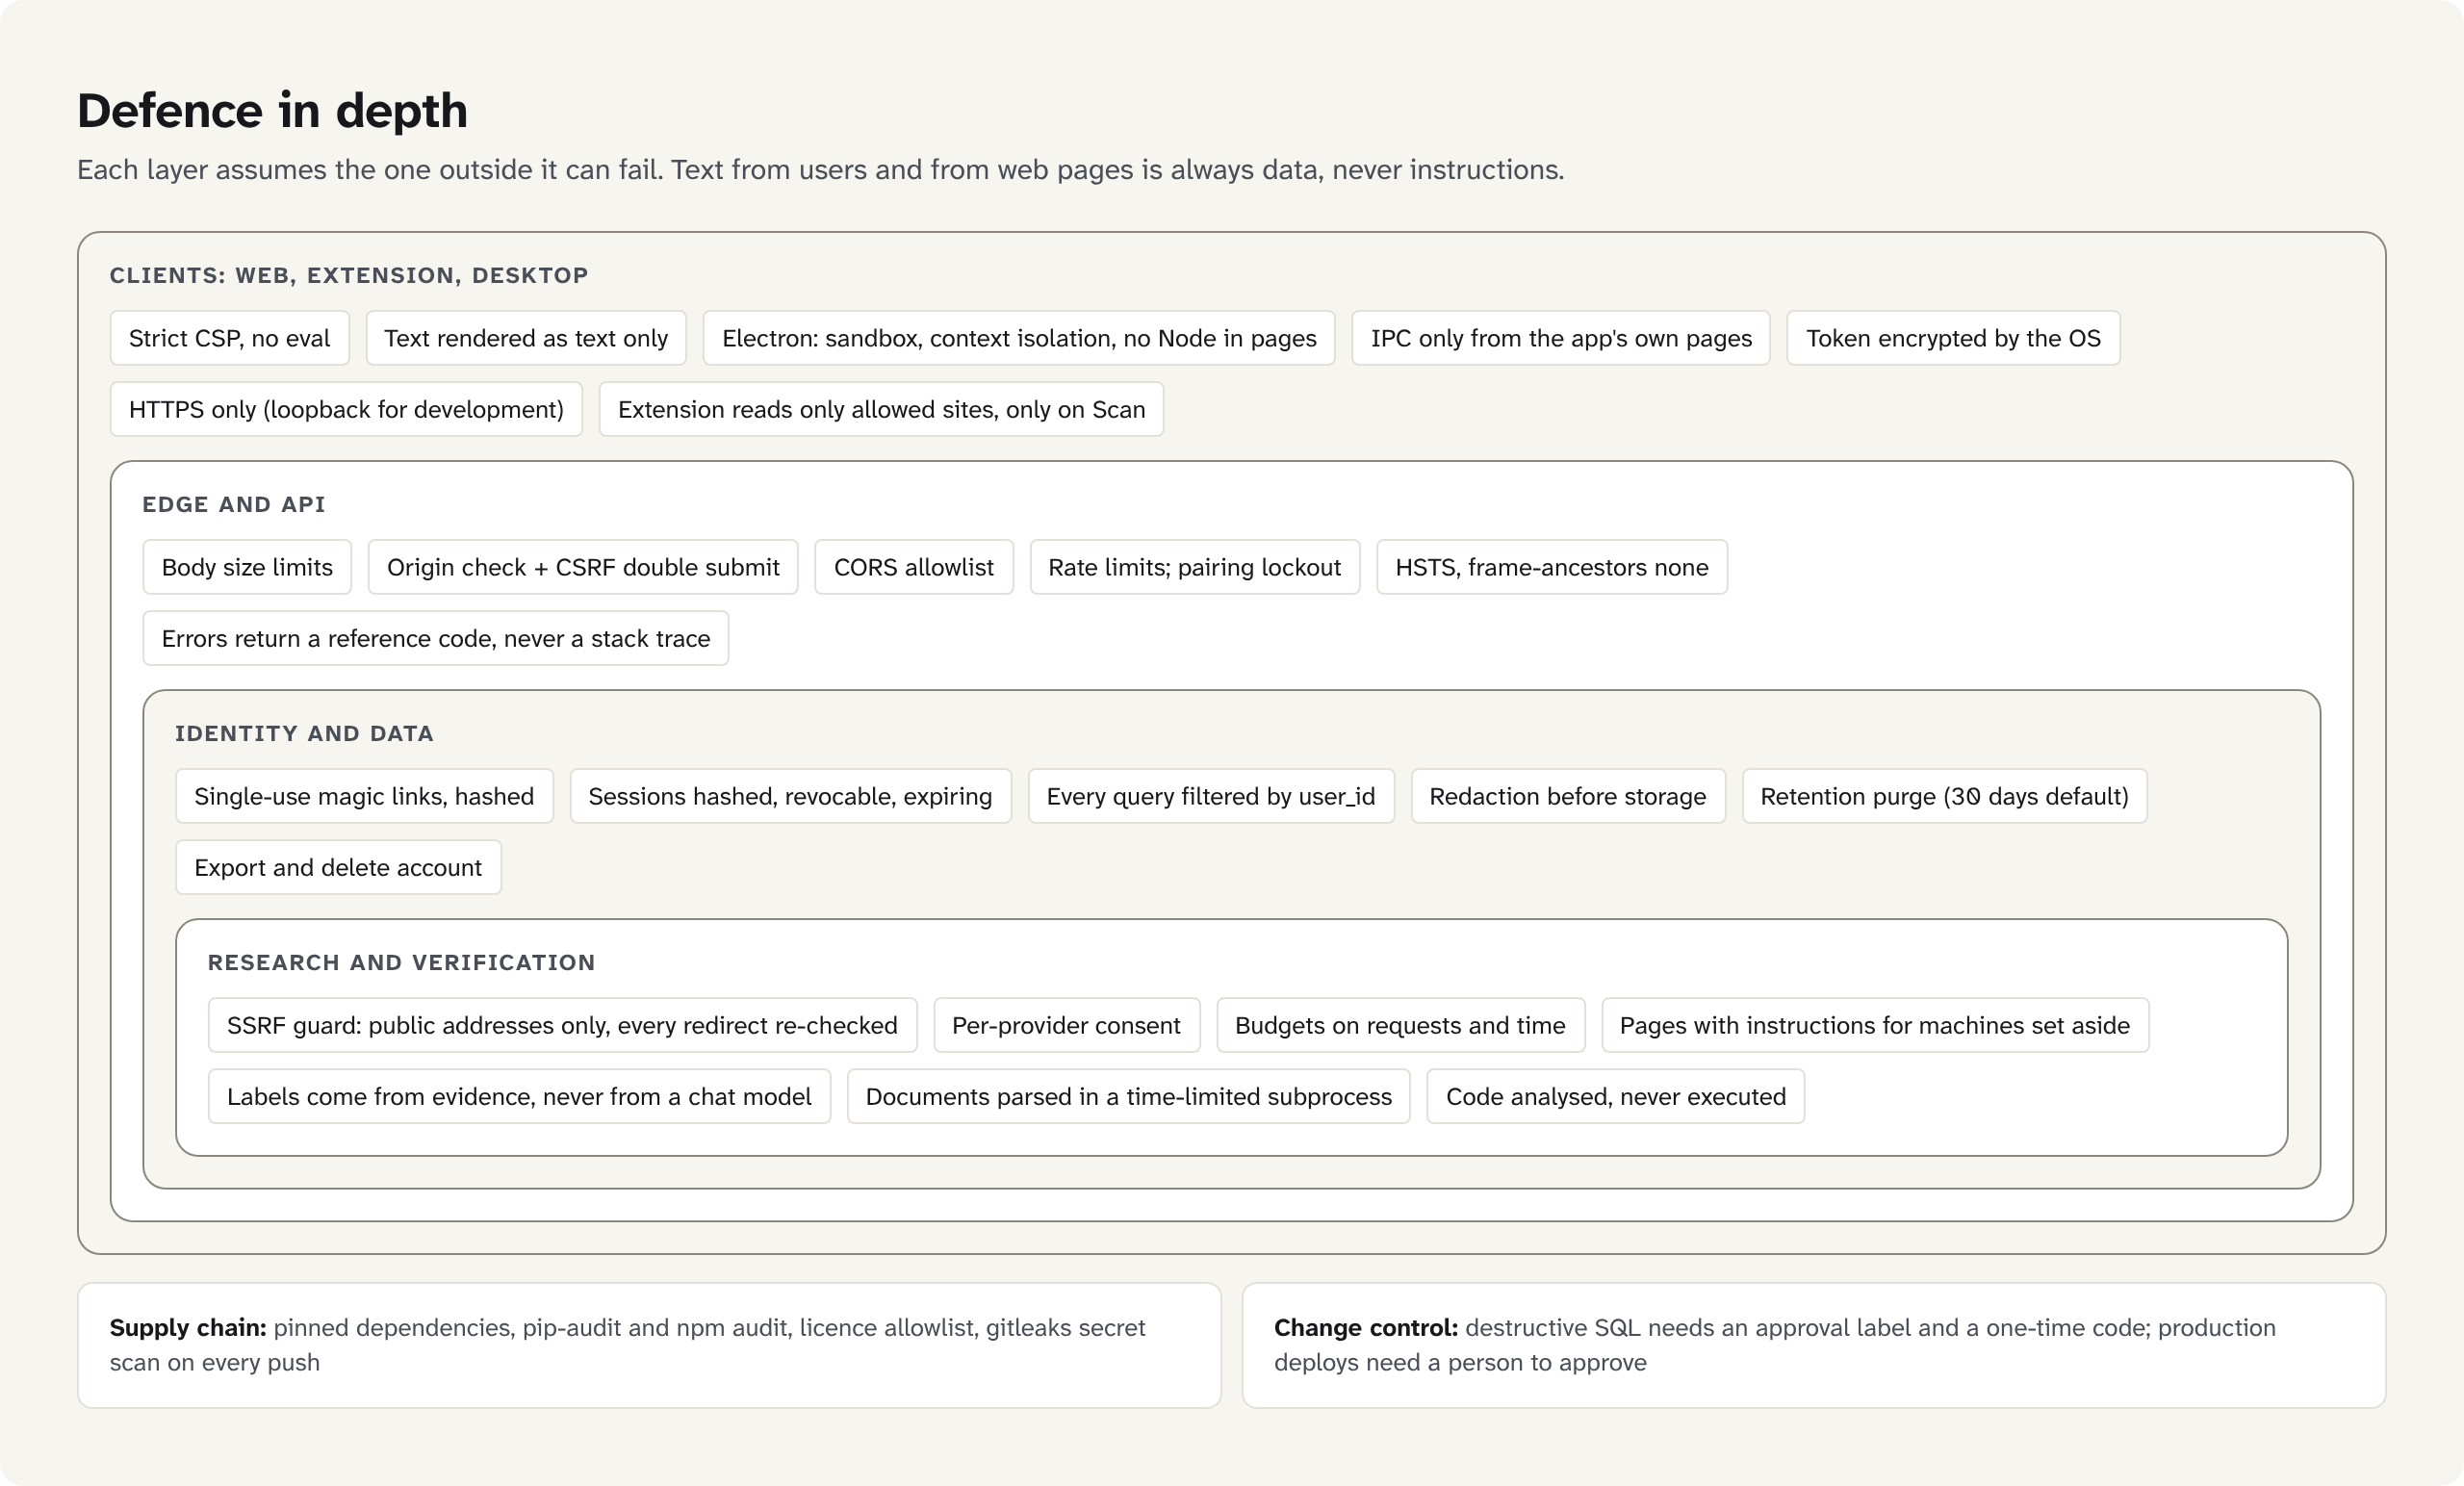 Defence in depth
Each layer assumes the one outside it can fail. Text from users and from web pages is always data, never instructions.
CLIENTS: WEB, EXTENSION, DESKTOP
Strict CSP, no eval
Text rendered as text only
Electron: sandbox, context isolation, no Node in pages
IPC only from the app's own pages
Token encrypted by the OS
HTTPS only (loopback for development)
Extension reads only allowed sites, only on Scan
EDGE AND API
Body size limits
Origin check + CSRF double submit
CORS allowlist
Rate limits; pairing lockout
HSTS, frame-ancestors none
Errors return a reference code, never a stack trace
IDENTITY AND DATA
Single-use magic links, hashed
Sessions hashed, revocable, expiring
Every query filtered by user_id
Redaction before storage
Retention purge (30 days default)
Export and delete account
RESEARCH AND VERIFICATION
SSRF guard: public addresses only, every redirect re-checked
Per-provider consent
Budgets on requests and time
Pages with instructions for machines set aside
Labels come from evidence, never from a chat model
Documents parsed in a time-limited subprocess
Code analysed, never executed
Supply chain: pinned dependencies, pip-audit and npm audit, licence allowlist, gitleaks secret
scan on every push
Change control: destructive SQL needs an approval label and a one-time code; production
deploys need a person to approve